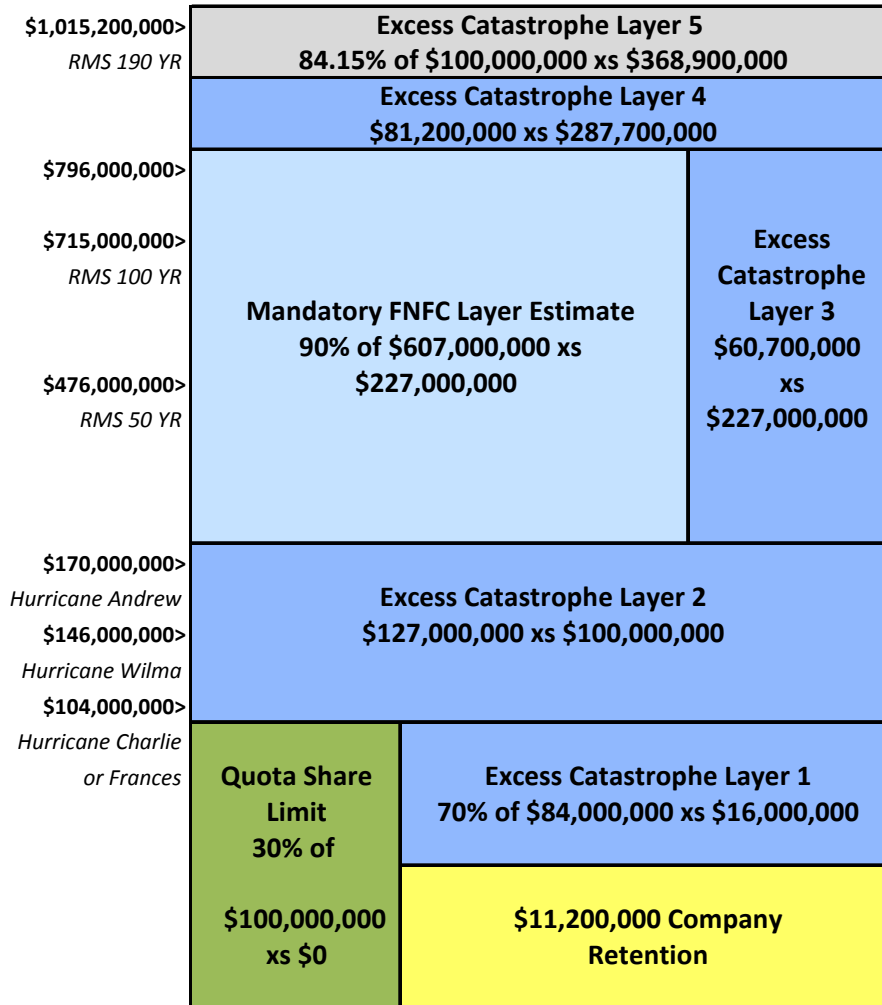 $1,015,200,000>
RMS 190 YR
Excess Catastrophe Layer 5
84.15% of $100,000,000 xs $368,900,000
Excess Catastrophe Layer 4
$81,200,000 xs $287,700,000
$796,000,000>
$715,000,000>
RMS 100 YR
$476,000,000>
RMS 50 YR
Mandatory FNFC Layer Estimate
90% of $607,000,000 xs
$227,000,000
Excess
Catastrophe
Layer 3
$60,700,000
xs
$227,000,000
$170,000,000>
Hurricane Andrew
$146,000,000>
Hurricane Wilma
$104,000,000>
Hurricane Charlie
or Frances
Excess Catastrophe Layer 2
$127,000,000 xs $100,000,000
Quota Share
Limit
30% of
$100,000,000
xs $0
Excess Catastrophe Layer 1
70% of $84,000,000 xs $16,000,000
$11,200,000 Company
Retention